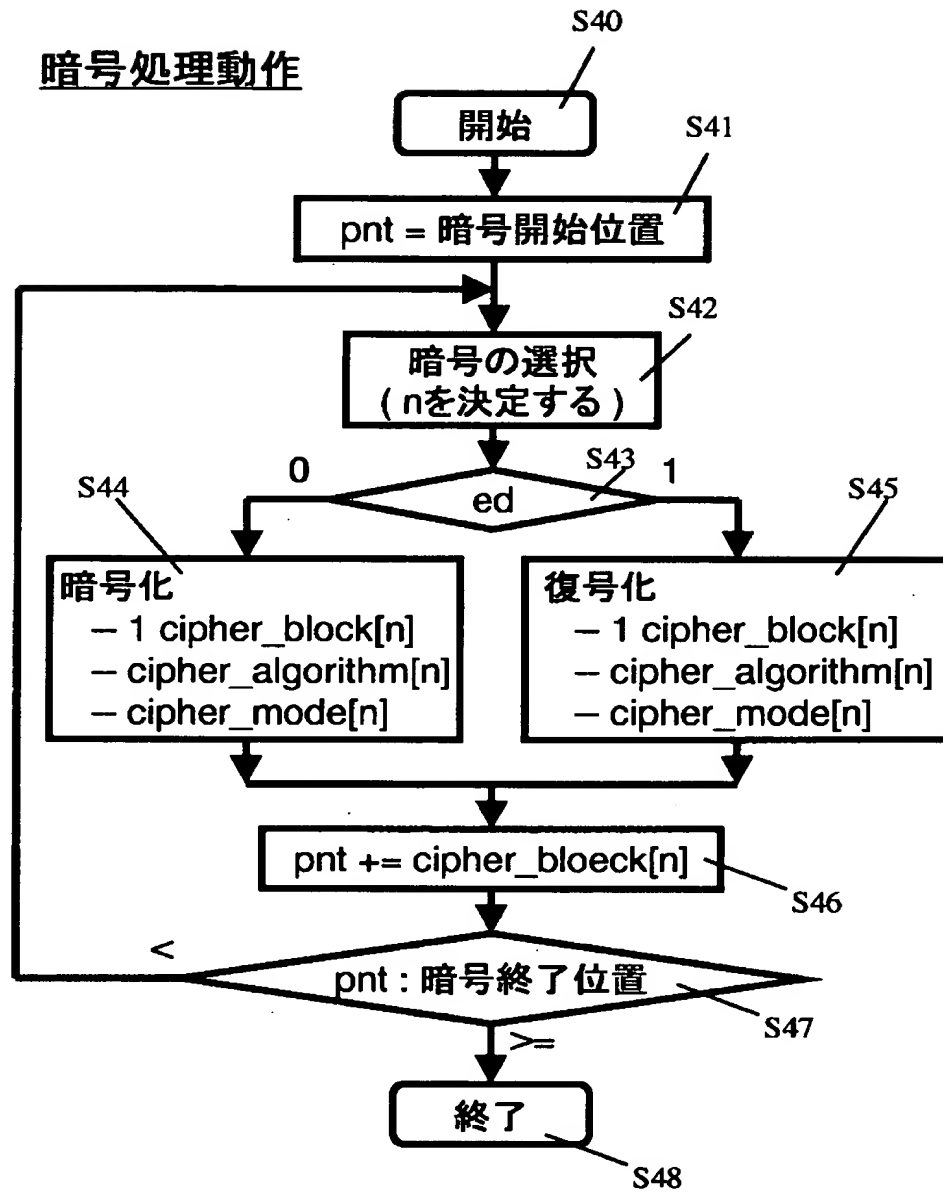 S40
暗号処理動作
開始
S41
pnt = 暗号開始位置
S42
暗号の選択
( nを決定する )
S43
0
1
ed
S44
S45
暗号化
– 1 cipher_block[n]
– cipher_algorithm[n]
– cipher_mode[n]
復号化
– 1 cipher_block[n]
– cipher_algorithm[n]
– cipher_mode[n]
pnt += cipher_bloeck[n]
S46
<
pnt : 暗号終了位置
S47
>=
終了
S48